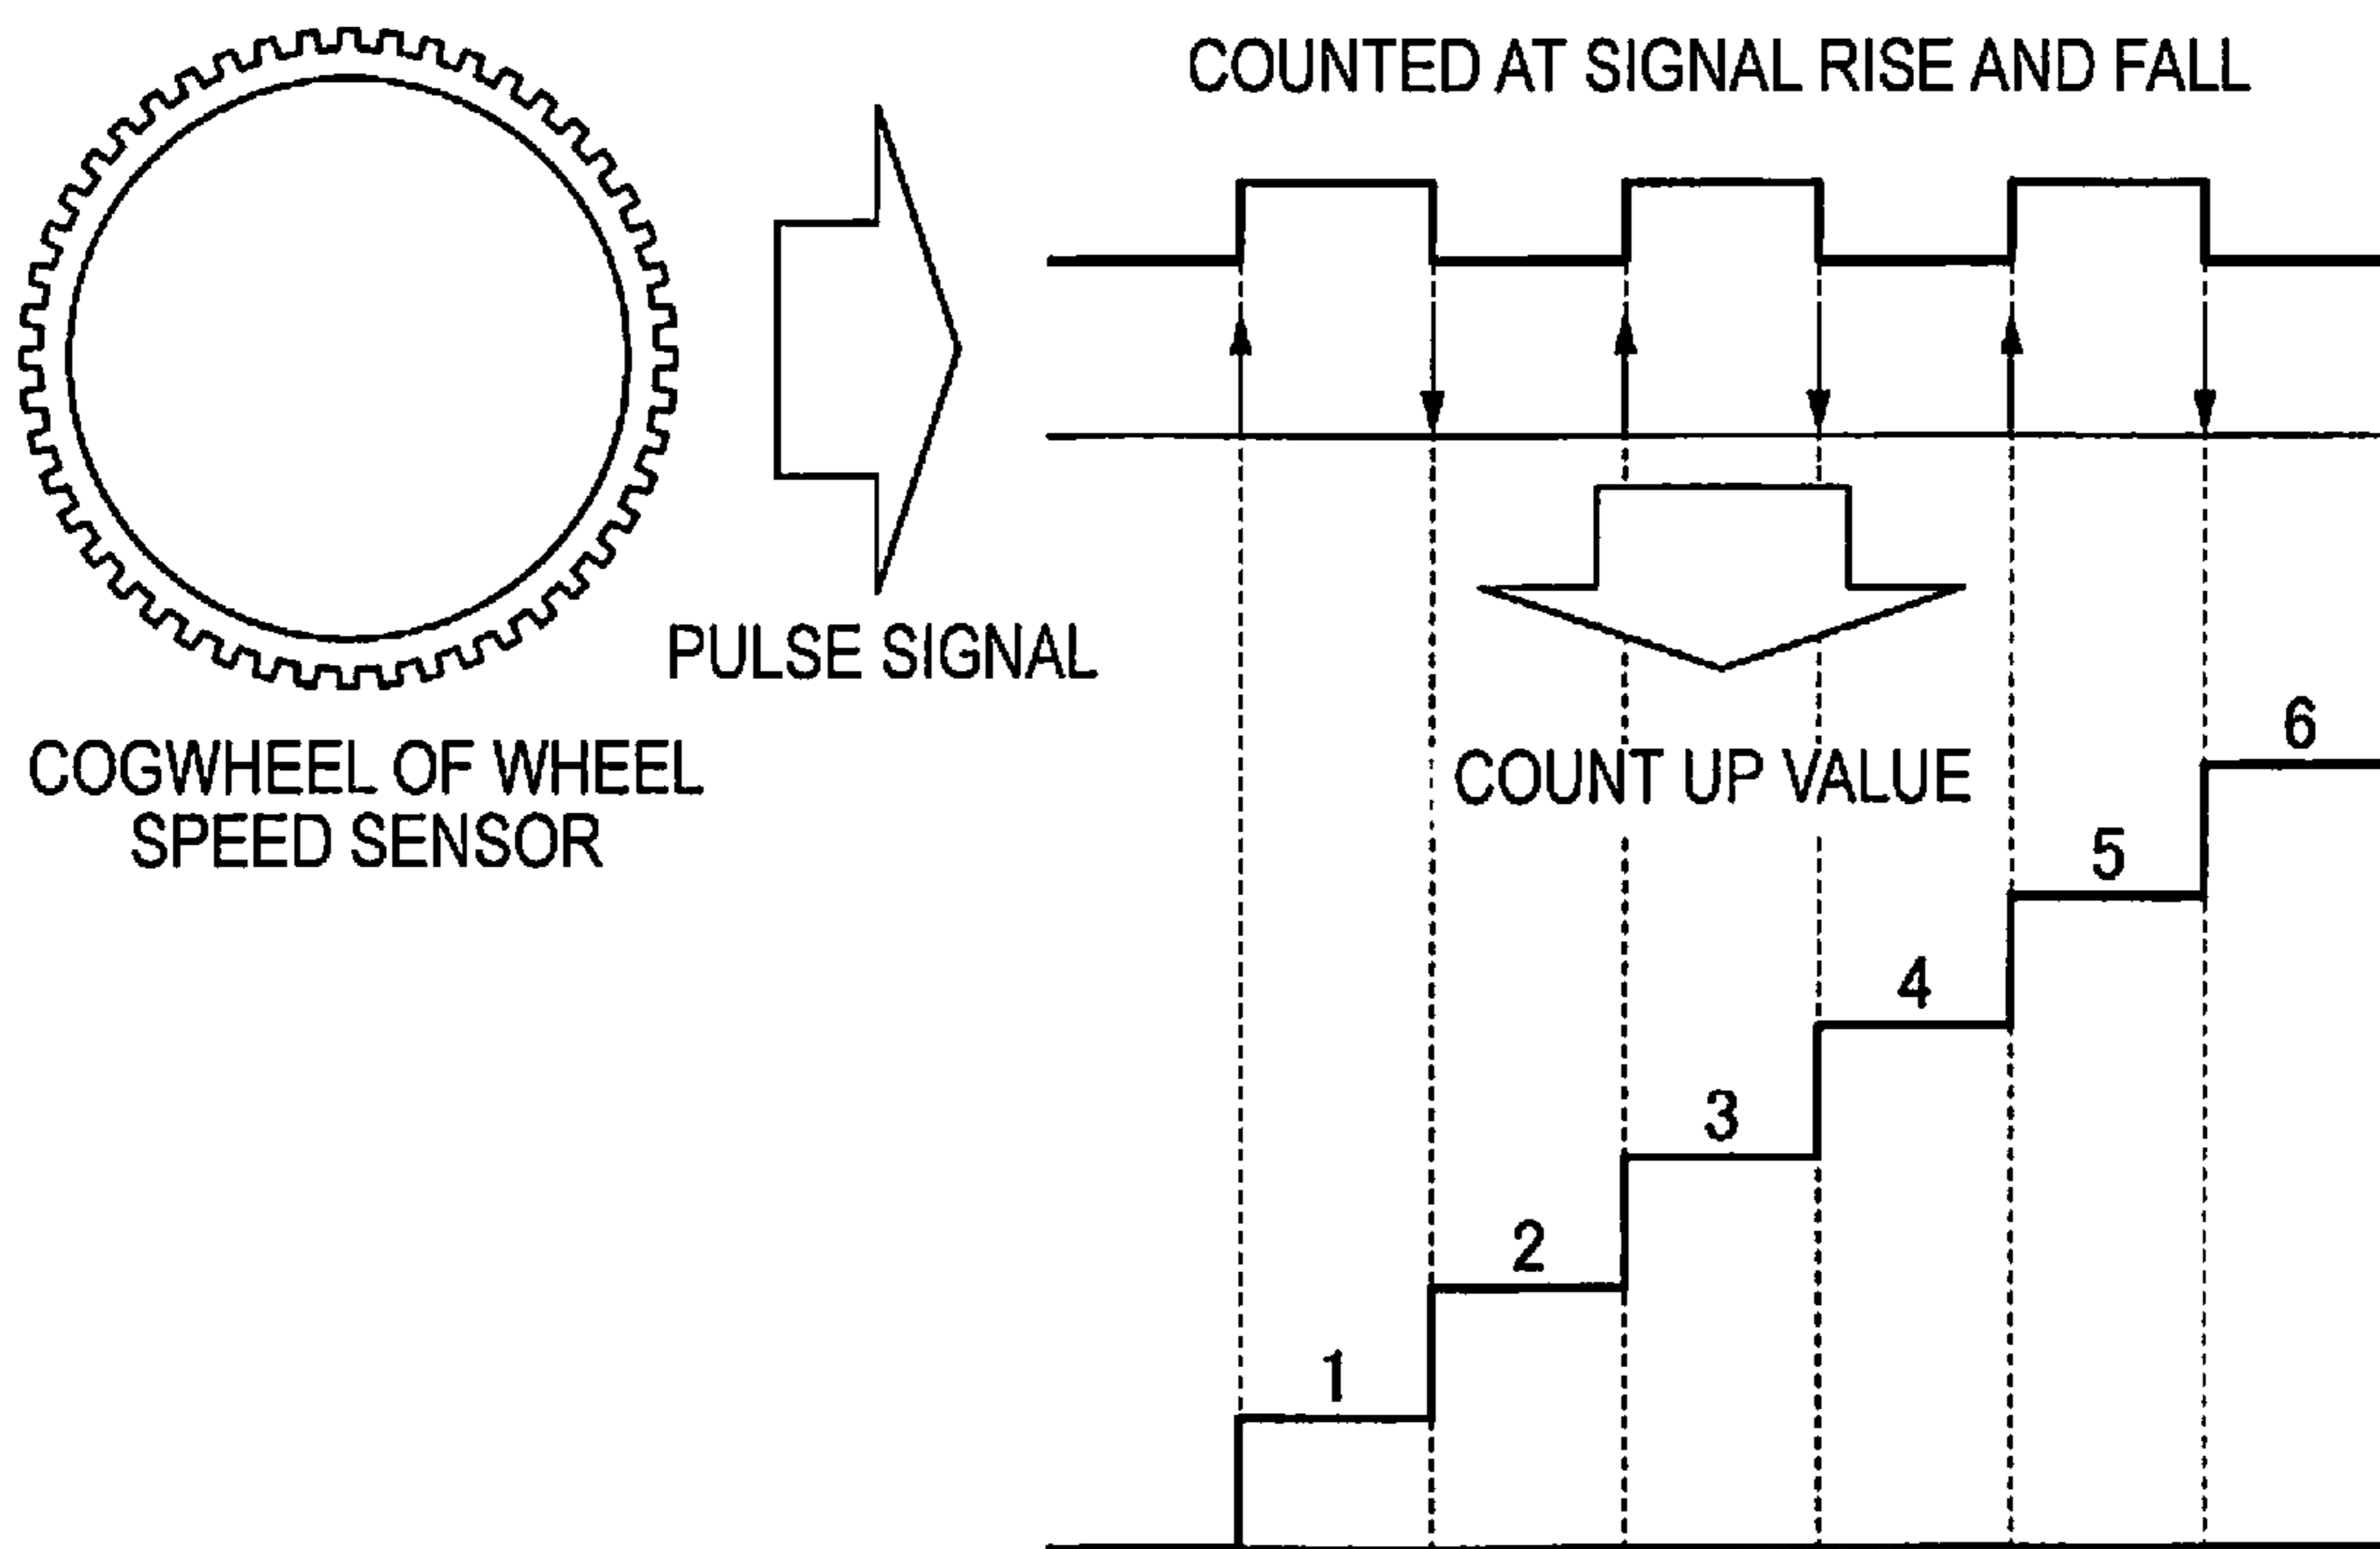 COUNTED AT SIGNAL RISE AND FALL
PULSE SIGNAL
COGWHEEL OF WHEEL
SPEED SENSOR
COUNT UP VALUE
1
2
3
4
5
6